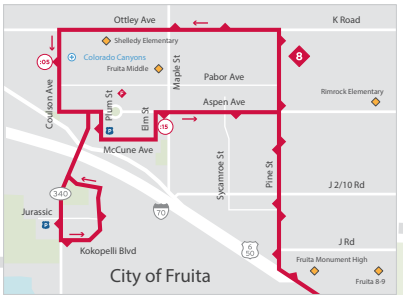 Ottley Ave
K Road
Shelledy Elementary
8
:05
Colorado Canyons
Fruita Middle
Maple St
Pabor Ave
Rimrock Elementary
Coulson Ave
Plum St
P
Aspen Ave
Elm St
:15
P
McCune Ave
Sycamroe St
Pine St
340
J 2/10 Rd
70
Jurassic
P
6
50
J Rd
Kokopelli Blvd
Fruita Monument High
City of Fruita
Fruita 8-9